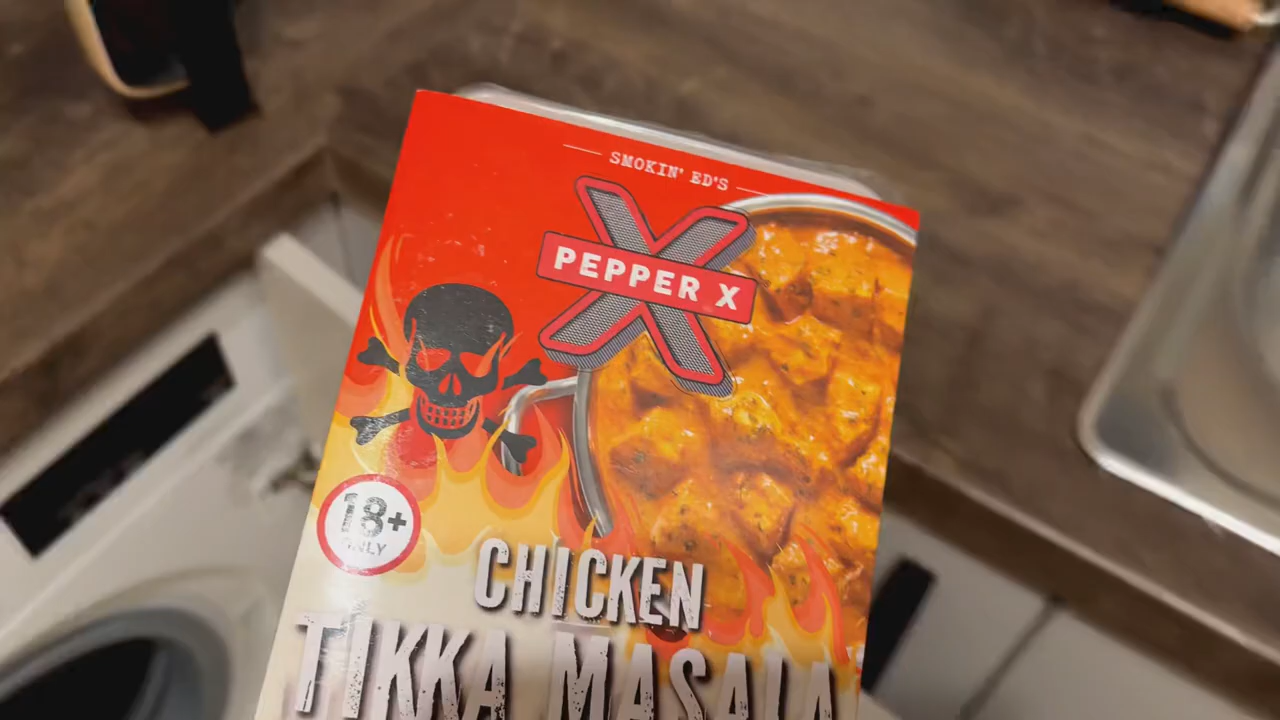 SMOKIN' ED'S
PEPPER X
18+
ONLY
CHICKEN
TIKKA MASALA